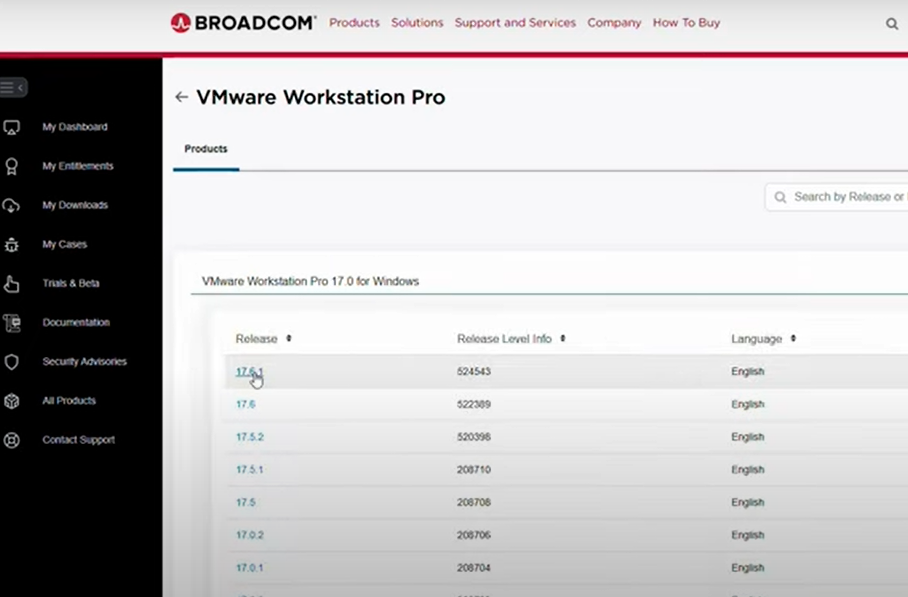 BROADCOM® Products Solutions Support and Services Company How To Buy
VMware Workstation Pro
Products
My Dashboard
My Entitlements
My Downloads
My Cases
Trials & Beta
Documentation
Security Advisories
All Products
Contact Support
Search by Release or
VMware Workstation Pro 17.0 for Windows
Release Release Level Info Language
17.6.1 524543 English
17.6 522389 English
17.5.2 520398 English
17.5.1 208710 English
17.5 208708 English
17.0.2 208706 English
17.0.1 208704 English